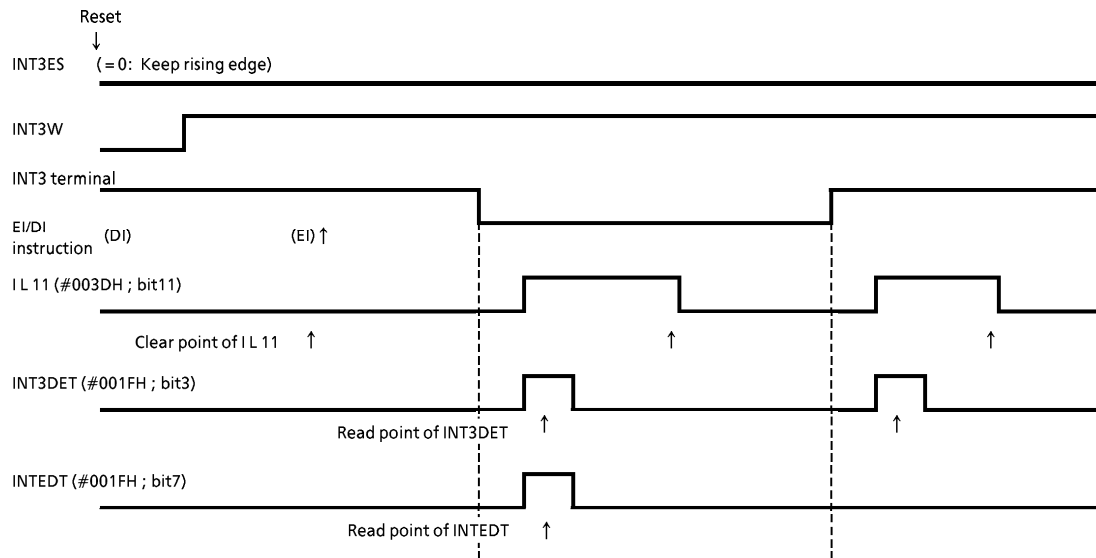 Reset
↓
INT3ES (=0: Keep rising edge)
INT3W
INT3 terminal
EI/DI
instruction (DI) (EI)↑
I L 11 (#003DH ; bit11)
Clear point of I L 11 ↑ ↑ ↑
INT3DET (#001FH ; bit3)
Read point of INT3DET ↑ ↑
INTEDT (#001FH ; bit7)
Read point of INTEDT ↑